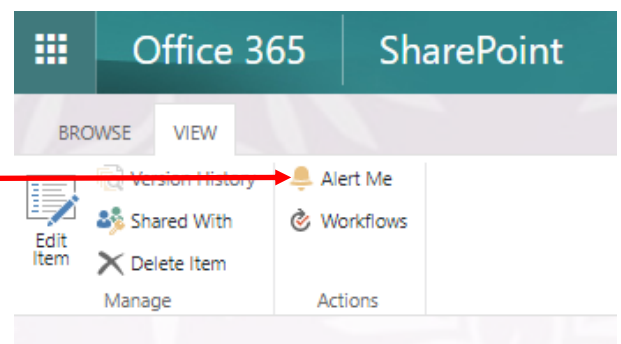 Office 365 SharePoint
BROWSE VIEW
Version History
Alert Me
Shared With
Workflows
Edit
Item
Delete Item
Manage
Actions